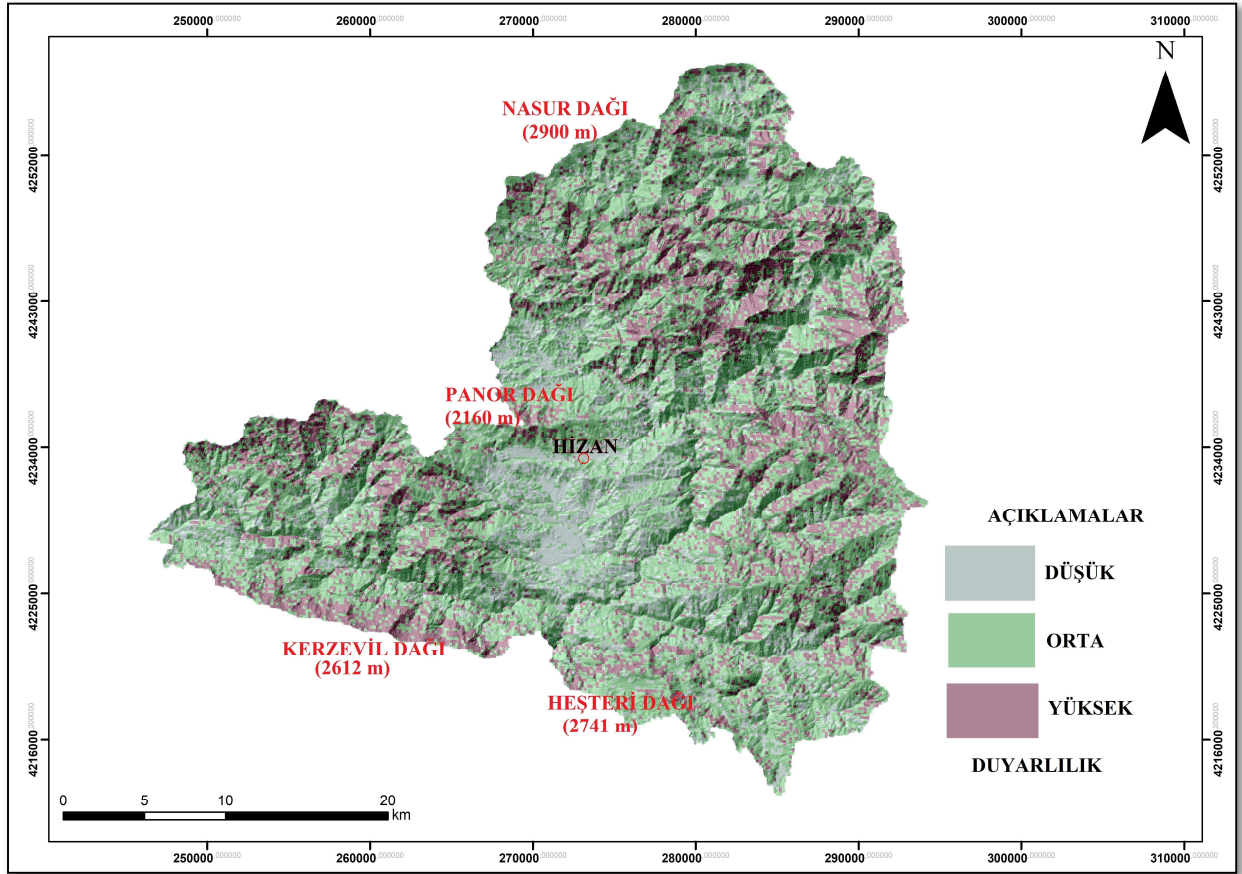 250000.000000 260000.000000 270000.000000 280000.000000 290000.000000 300000.000000 310000.000000
N
NASUR DAĞI
(2900 m)
4252000.000000
4252000.000000
4243000.000000
4243000.000000
PANOR DAĞI
(2160 m)
HİZAN
4234000.000000
4234000.000000
AÇIKLAMALAR
DÜŞÜK
4225000.000000
4225000.000000
ORTA
KERZEVİL DAĞI
(2612 m)
YÜKSEK
HEŞTERİ DAĞI
(2741 m)
4216000.000000
4216000.000000
DUYARLILIK
0 5 10 20
km
250000.000000 260000.000000 270000.000000 280000.000000 290000.000000 300000.000000 310000.000000